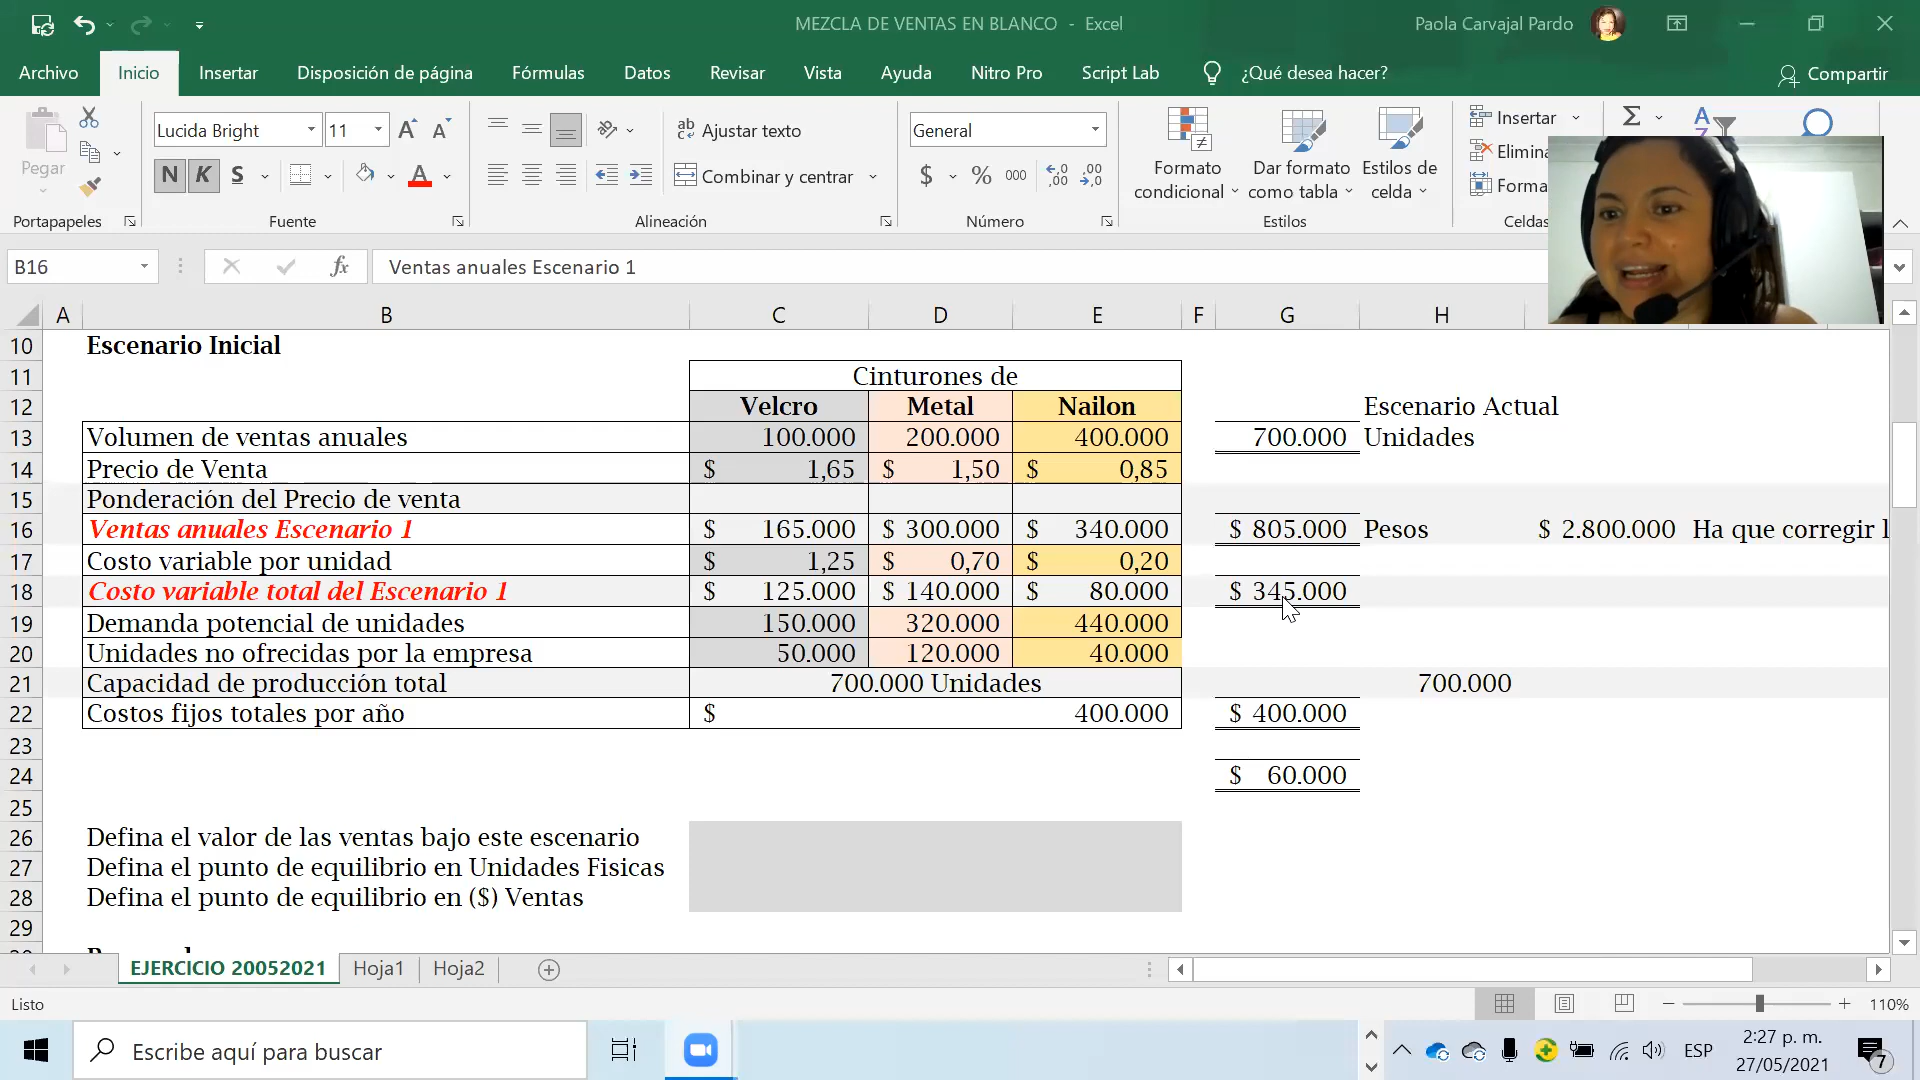 MEZCLA DE VENTAS EN BLANCO - Excel
Paola Carvajal Pardo
Archivo Inicio Insertar Disposición de página Fórmulas Datos Revisar Vista Ayuda Nitro Pro Script Lab ¿Qué desea hacer? Compartir
Pegar
Portapapeles
Lucida Bright 11
N K S
Fuente
Ajustar texto
Combinar y centrar
Alineación
General
$ % 000
Número
Formato condicional
Dar formato como tabla
Estilos de celda
Estilos
Insertar
Elimina
Forma
Celdas
B16 fx Ventas anuales Escenario 1
A B C D E F G H
10 Escenario Inicial
11 Cinturones de
12 Velcro Metal Nailon Escenario Actual
13 Volumen de ventas anuales 100.000 200.000 400.000 700.000 Unidades
14 Precio de Venta $ 1,65 $ 1,50 $ 0,85
15 Ponderación del Precio de venta
16 Ventas anuales Escenario 1 $ 165.000 $ 300.000 $ 340.000 $ 805.000 Pesos $ 2.800.000 Ha que corregir l
17 Costo variable por unidad $ 1,25 $ 0,70 $ 0,20
18 Costo variable total del Escenario 1 $ 125.000 $ 140.000 $ 80.000 $ 345.000
19 Demanda potencial de unidades 150.000 320.000 440.000
20 Unidades no ofrecidas por la empresa 50.000 120.000 40.000
21 Capacidad de producción total 700.000 Unidades 700.000
22 Costos fijos totales por año $ 400.000 $ 400.000
23
24 $ 60.000
25
26 Defina el valor de las ventas bajo este escenario
27 Defina el punto de equilibrio en Unidades Fisicas
28 Defina el punto de equilibrio en ($) Ventas
29
EJERCICIO 20052021 Hoja1 Hoja2
Listo
110%
Escribe aquí para buscar
ESP
2:27 p. m.
27/05/2021
7